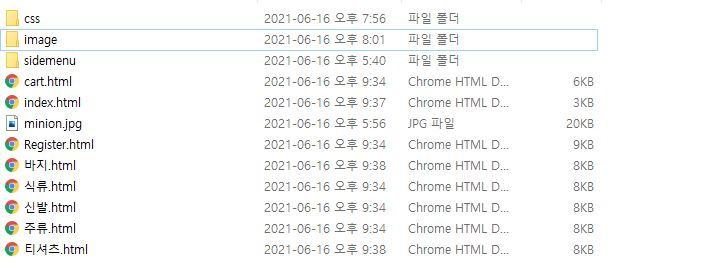 css 2021-06-16 오후 7:56 파일 폴더
image 2021-06-16 오후 8:01 파일 폴더
sidemenu 2021-06-16 오후 5:40 파일 폴더
cart.html 2021-06-16 오후 9:34 Chrome HTML D... 6KB
index.html 2021-06-16 오후 9:37 Chrome HTML D... 3KB
minion.jpg 2021-06-16 오후 5:56 JPG 파일 20KB
Register.html 2021-06-16 오후 9:34 Chrome HTML D... 9KB
바지.html 2021-06-16 오후 9:38 Chrome HTML D... 8KB
식류.html 2021-06-16 오후 9:34 Chrome HTML D... 8KB
신발.html 2021-06-16 오후 9:34 Chrome HTML D... 8KB
주류.html 2021-06-16 오후 9:34 Chrome HTML D... 8KB
티셔츠.html 2021-06-16 오후 9:38 Chrome HTML D... 8KB